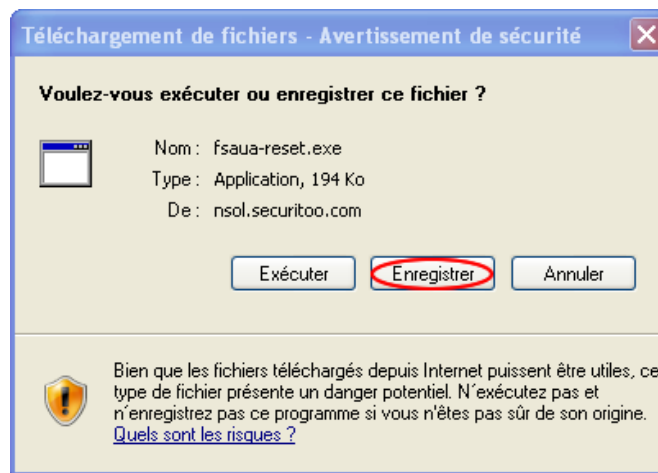 Téléchargement de fichiers - Avertissement de sécurité
Voulez-vous exécuter ou enregistrer ce fichier ?
Nom : fsaua-reset.exe
Type : Application, 194 Ko
De : nsol.securitoo.com
Exécuter Enregistrer Annuler
Bien que les fichiers téléchargés depuis Internet puissent être utiles, ce
type de fichier présente un danger potentiel. N´exécutez pas et
n´enregistrez pas ce programme si vous n'êtes pas sûr de son origine.
Quels sont les risques ?